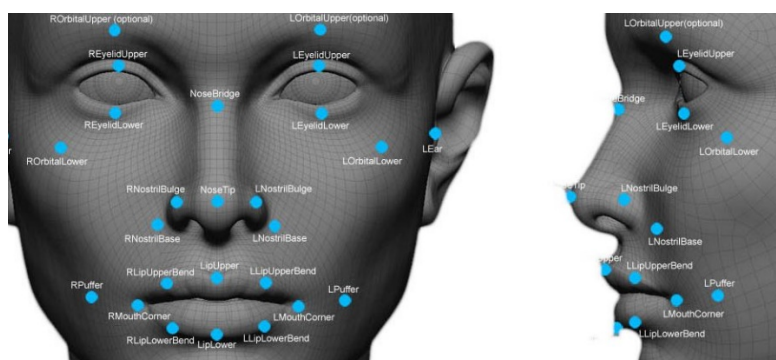 ROrbitalUpper (optional)
LOrbitalUpper (optional)
REyelidUpper
LEyelidUpper
NoseBridge
REyelidLower
LEyelidLower
ROrbitalLower
LOrbitalLower
LEar
RNostrilBulge
NoseTip
LNostrilBulge
RNostrilBase
LNostrilBase
RLipUpperBend
LipUpper
LLipUpperBend
RPuffer
LPuffer
RMouthCorner
LMouthCorner
RLipLowerBend
LipLower
LLipLowerBend
LOrbitalUpper(optional)
LEyelidUpper
LEyelidLower
LOrbitalLower
LNostrilBulge
LNostrilBase
LLipUpperBend
LPuffer
LMouthCorner
LLipLowerBend